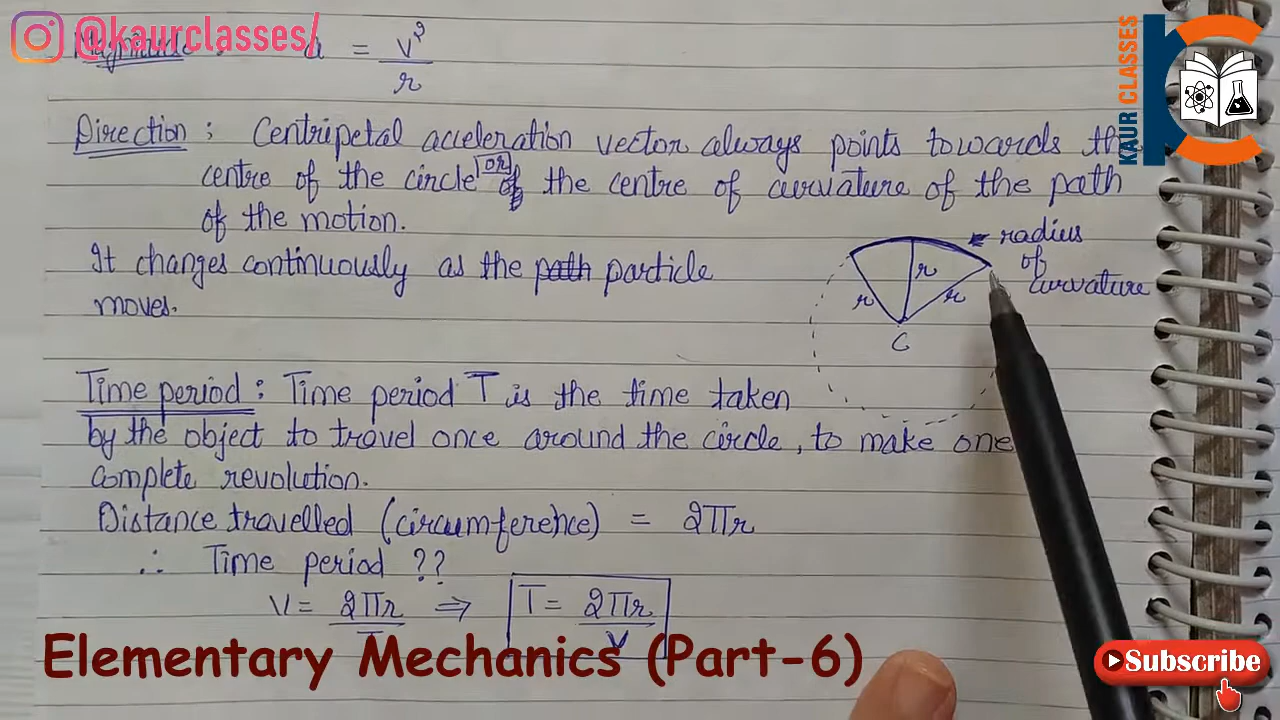 @kaurclasses/
Magnitude : a = v²/r
KAUR CLASSES
Direction : Centripetal acceleration vector always points towards the
centre of the circle or the centre of curvature of the path
of the motion.
It changes continuously as the path particle
moves.
radius
of
curvature
r
r
r
C
Time period : Time period T is the time taken
by the object to travel once around the circle, to make one
complete revolution.
Distance travelled (circumference) = 2πr
∴ Time period ??
V = 2πr/T ⇒ T = 2πr/V
Elementary Mechanics (Part-6)
Subscribe